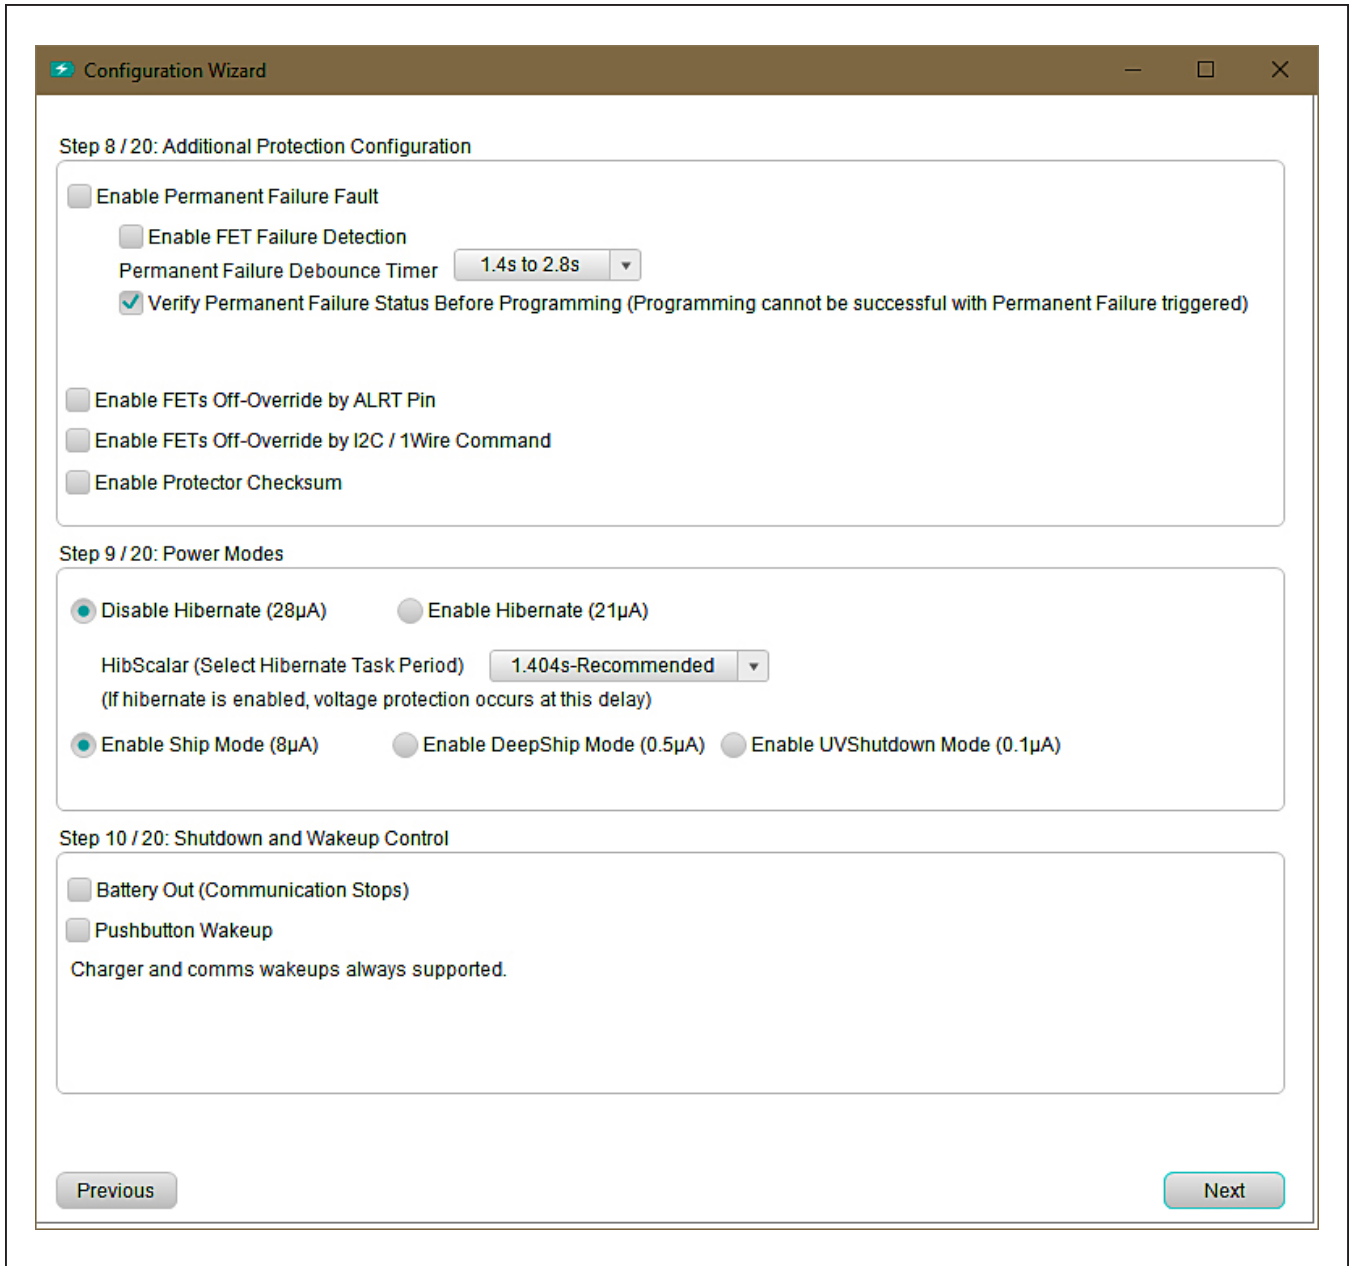 Configuration Wizard
Step 8 / 20: Additional Protection Configuration
Enable Permanent Failure Fault
Enable FET Failure Detection
Permanent Failure Debounce Timer 1.4s to 2.8s
Verify Permanent Failure Status Before Programming (Programming cannot be successful with Permanent Failure triggered)
Enable FETs Off-Override by ALRT Pin
Enable FETs Off-Override by I2C / 1Wire Command
Enable Protector Checksum
Step 9 / 20: Power Modes
Disable Hibernate (28µA) Enable Hibernate (21µA)
HibScalar (Select Hibernate Task Period) 1.404s-Recommended
(If hibernate is enabled, voltage protection occurs at this delay)
Enable Ship Mode (8µA) Enable DeepShip Mode (0.5µA) Enable UVShutdown Mode (0.1µA)
Step 10 / 20: Shutdown and Wakeup Control
Battery Out (Communication Stops)
Pushbutton Wakeup
Charger and comms wakeups always supported.
Previous Next